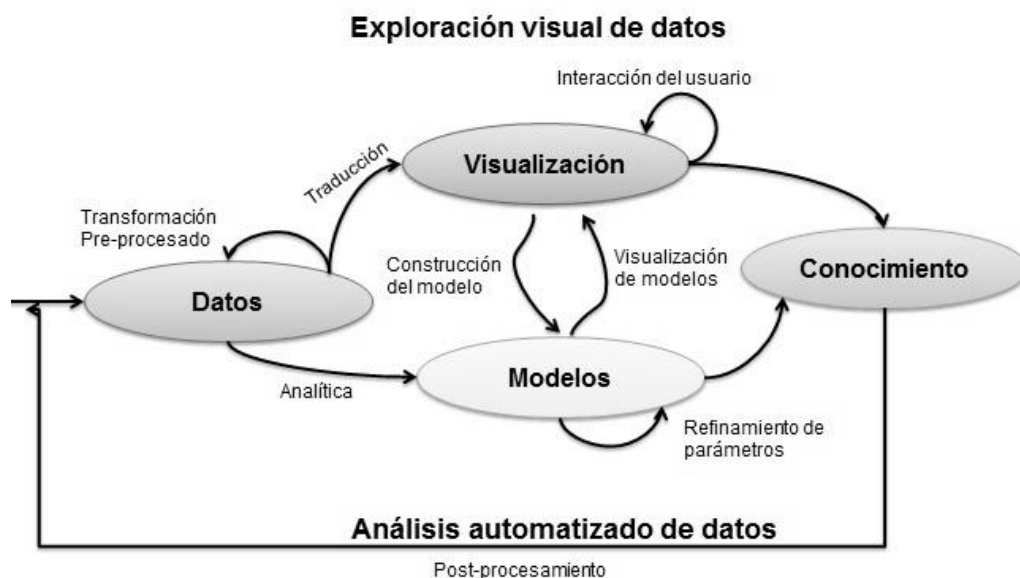 Exploración visual de datos
Interacción del usuario
Visualización
Traducción
Transformación
Pre-procesado
Construcción
del modelo
Visualización
de modelos
Conocimiento
Datos
Modelos
Analítica
Refinamiento de
parámetros
Análisis automatizado de datos
Post-procesamiento